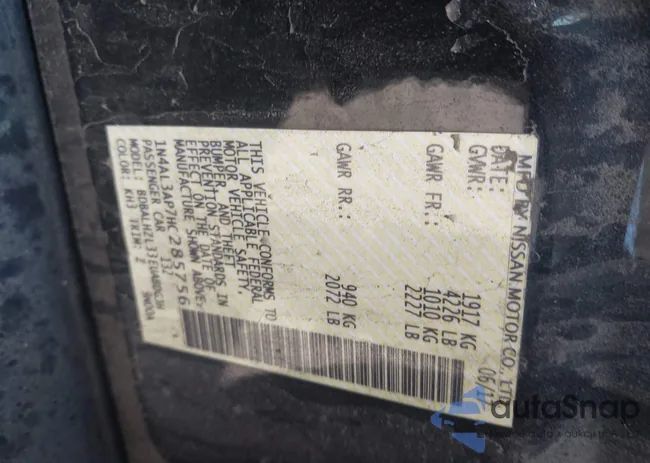 MFD BY NISSAN MOTOR CO., LTD
DATE: 06/17
GVWR: 1917 KG
4226 LB
GAWR FR.: 1010 KG
2227 LB
GAWR RR.: 940 KG
2072 LB
THIS VEHICLE CONFORMS TO
ALL APPLICABLE FEDERAL
MOTOR VEHICLE SAFETY,
BUMPER, AND THEFT
PREVENTION STANDARDS IN
EFFECT ON THE DATE OF
MANUFACTURE SHOWN ABOVE.
1N4AL3AP7HC285756
PASSENGER CAR 13Z
MODEL:
COLOR: KH3 TRIM: Z
autoSnap